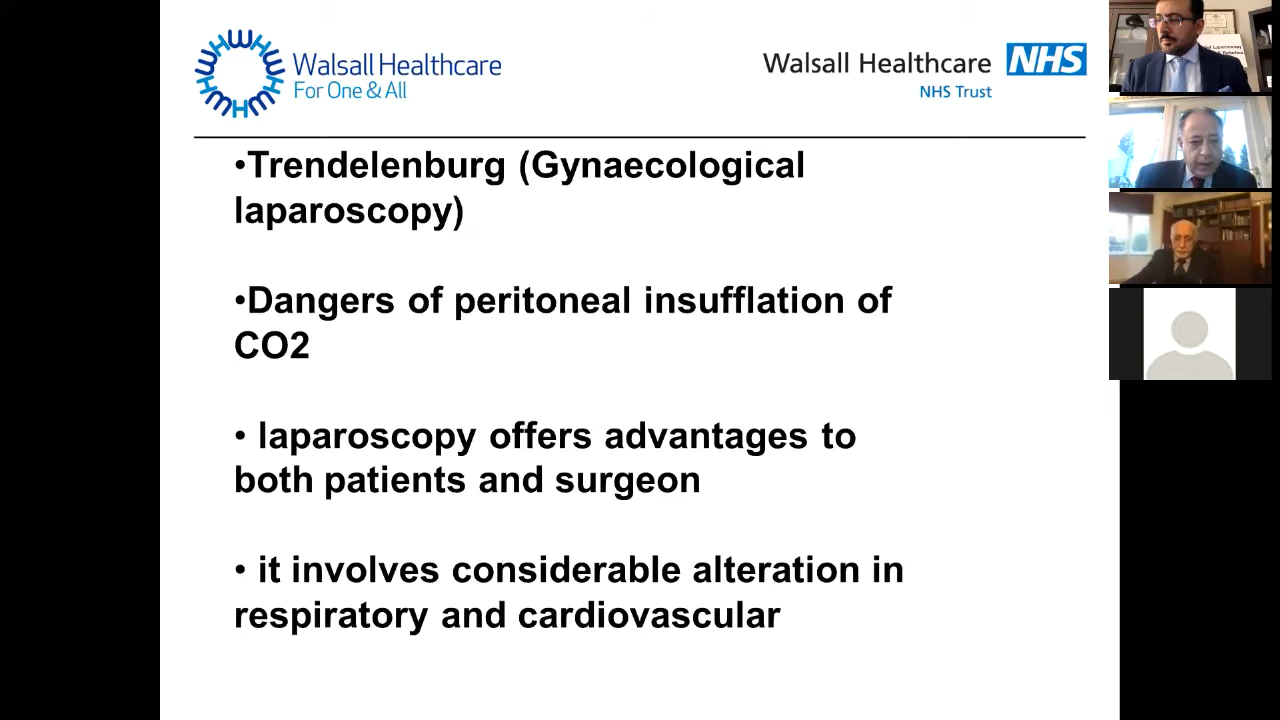 Walsall Healthcare
For One & All
Walsall Healthcare NHS
NHS Trust
•Trendelenburg (Gynaecological
laparoscopy)
•Dangers of peritoneal insufflation of
CO2
• laparoscopy offers advantages to
both patients and surgeon
• it involves considerable alteration in
respiratory and cardiovascular